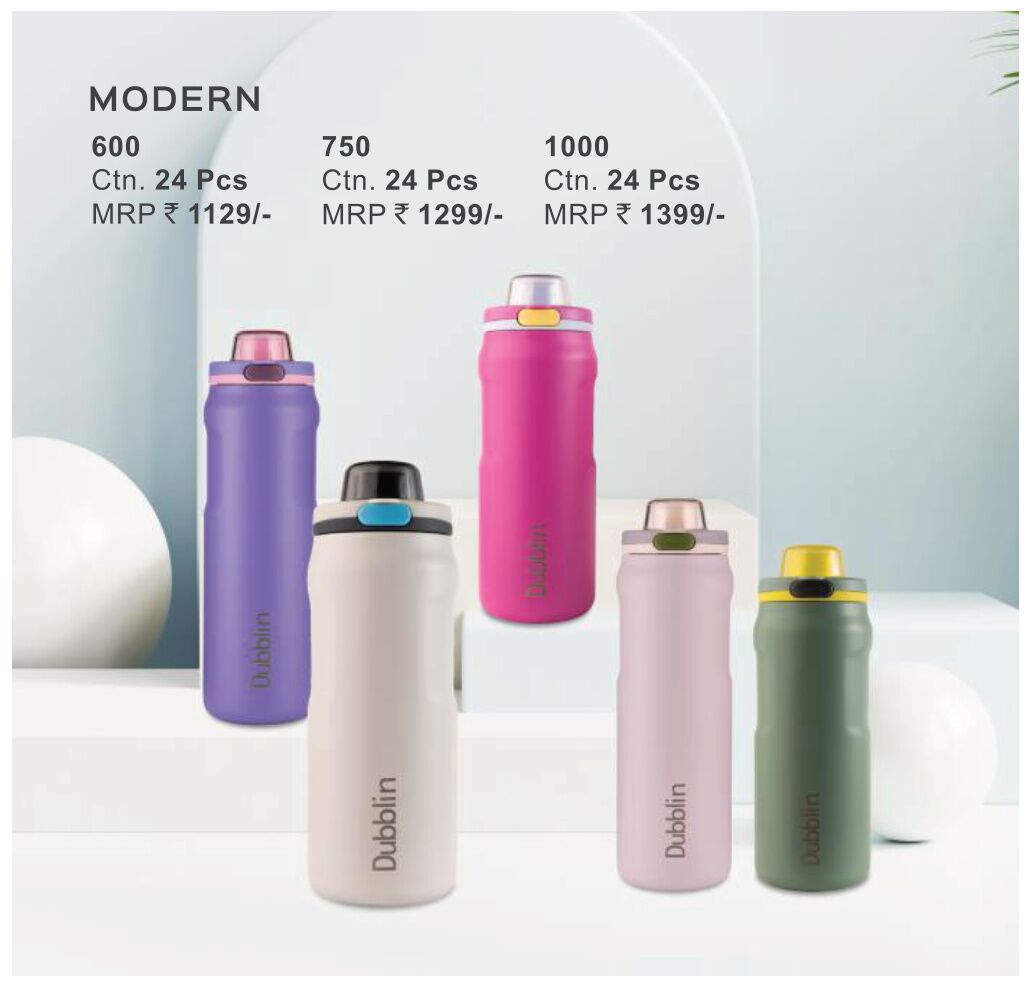 MODERN
600
Ctn. 24 Pcs
MRP ₹ 1129/-
750
Ctn. 24 Pcs
MRP ₹ 1299/-
1000
Ctn. 24 Pcs
MRP ₹ 1399/-
Dubblin
Dubblin
Dubblin
Dubblin
Dubblin